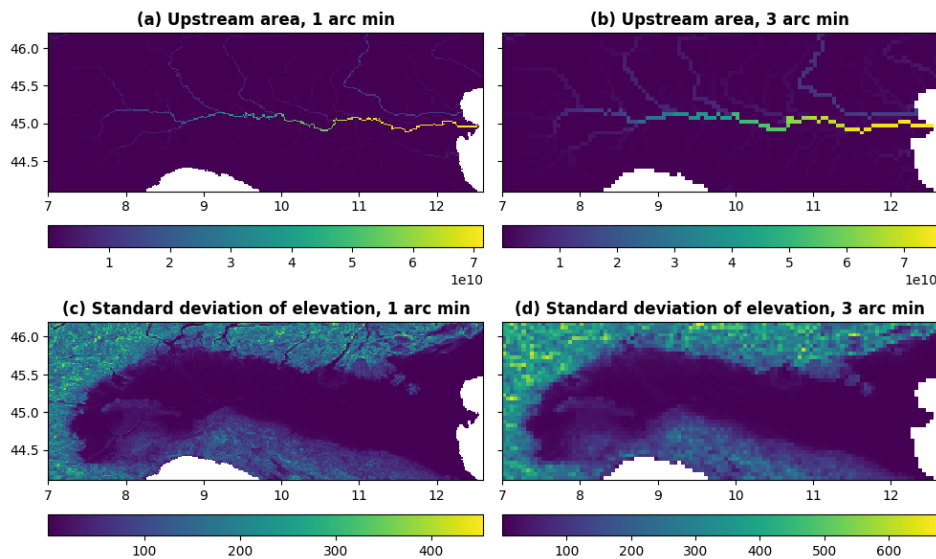 (a) Upstream area, 1 arc min
(b) Upstream area, 3 arc min
46.0
45.5
45.0
44.5
7 8 9 10 11 12
7 8 9 10 11 12
1 2 3 4 5 6 7
1e10
1 2 3 4 5 6 7
1e10
(c) Standard deviation of elevation, 1 arc min
(d) Standard deviation of elevation, 3 arc min
46.0
45.5
45.0
44.5
7 8 9 10 11 12
7 8 9 10 11 12
100 200 300 400
100 200 300 400 500 600